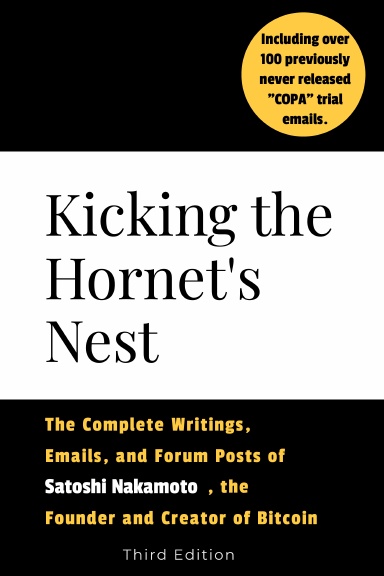 Including over
100 previously
never released
"COPA" trial
emails.
Kicking the
Hornet's
Nest
The Complete Writings,
Emails, and Forum Posts of
Satoshi Nakamoto , the
Founder and Creator of Bitcoin
Third Edition